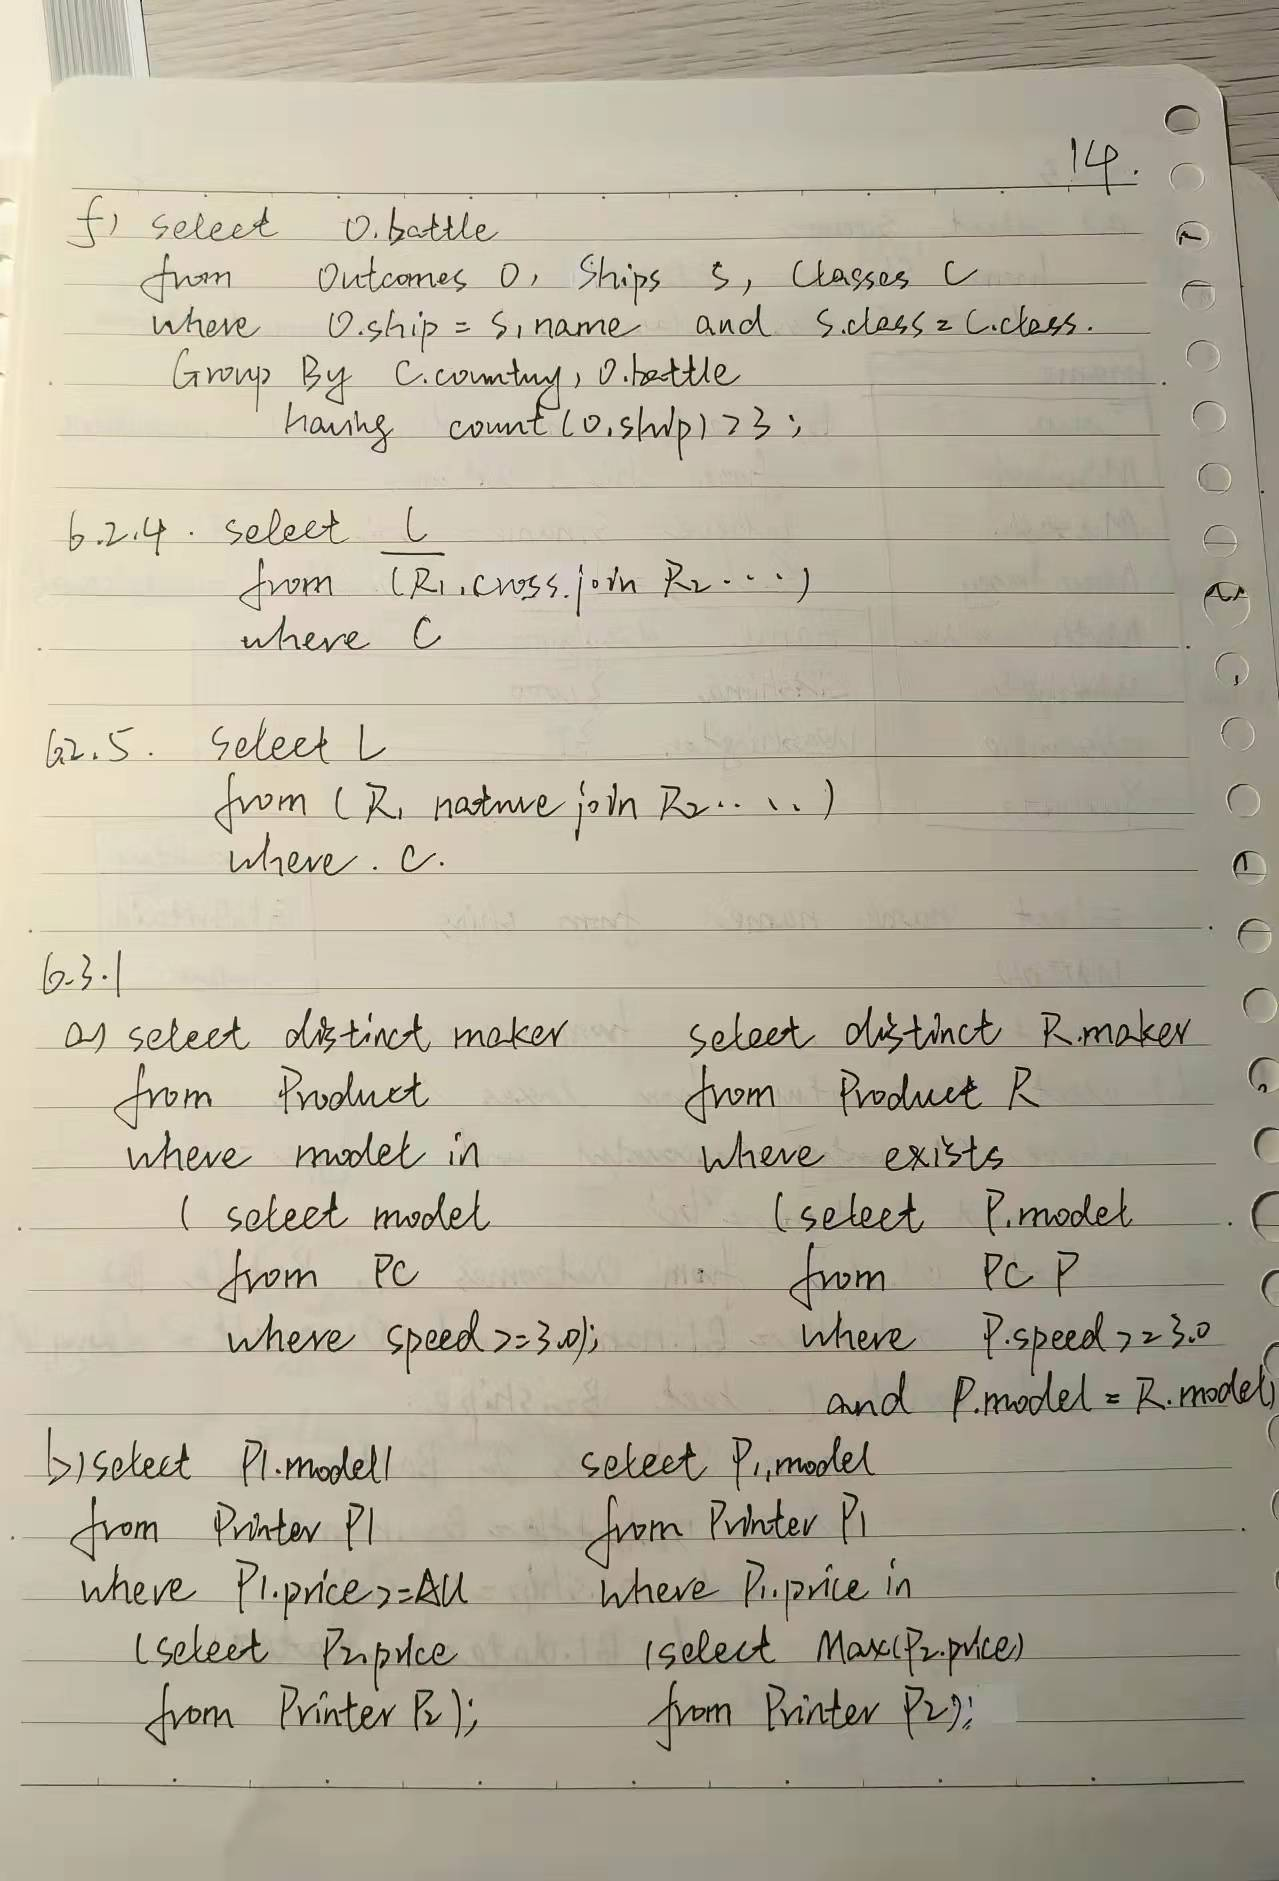 14.
f) select O.battle
from Outcomes O, Ships S, Classes C
where O.ship = S.name and S.class = C.class.
Group By C.country, O.battle
having count(O.ship) > 3;
6.2.4. select L
from (R1 cross join R2 ....)
where C
6.2.5. select L
from (R1 nature join R2 .....)
where. C.
6.3.1
a) select distinct maker
from Product
where model in
( select model
from PC
where speed >= 3.0);
select distinct R.maker
from Product R
where exists
(select P.model
from PC P
where P.speed >= 3.0
and P.model = R.model)
b) select P1.model
from Printer P1
where P1.price >= All
(select P2.price
from Printer P2);
select P1.model
from Printer P1
where P1.price in
(select Max(P2.price)
from Printer P2);